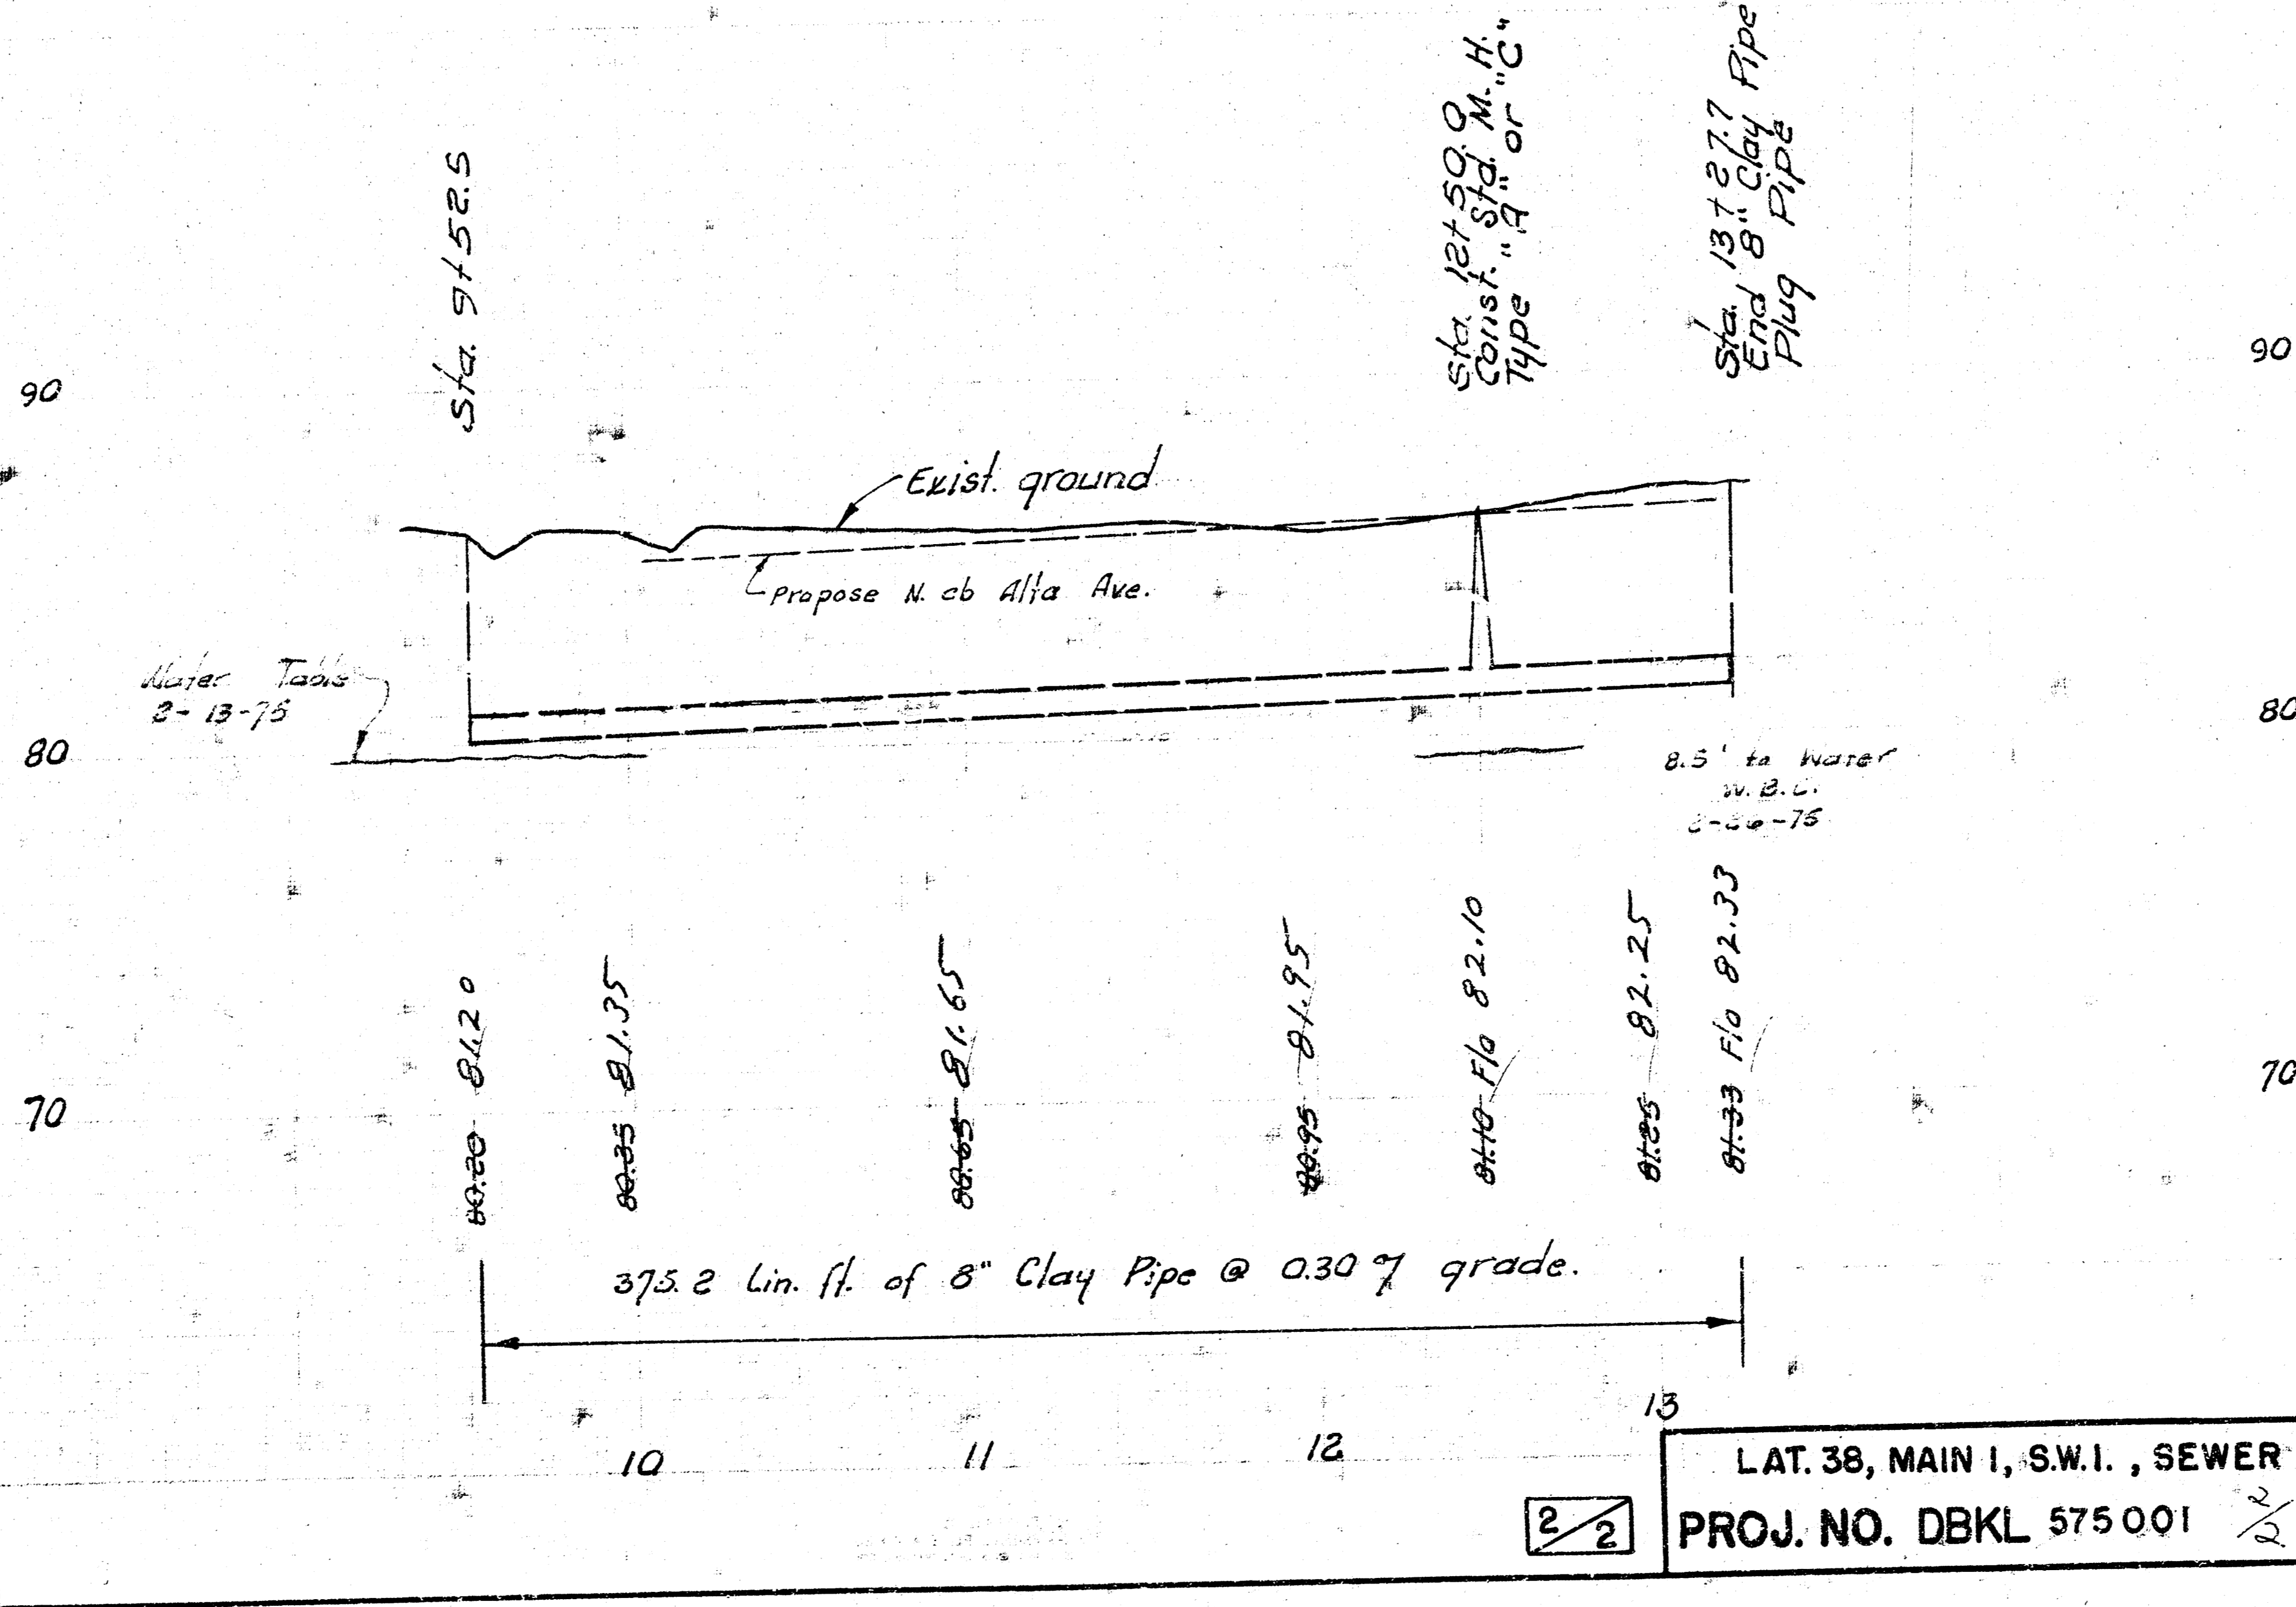 Sta. 9+52.5
Sta. 12+50.0
Const. Std. M.H.
Type "A" or "C"
Sta. 13+27.7
End 8" Clay Pipe
Plug Pipe
90
90
Exist. ground
Propose N. cb Alta Ave.
Water Table
2-13-75
80
80
8.5' to Water
70
70
80.20 81.20
80.35 81.35
80.65 81.65
80.95 81.95
81.10 Fla 82.10
81.25 82.25
81.33 Fla 82.33
375.2 Lin. ft. of 8" Clay Pipe @ 0.30 % grade.
10
11
12
13
2/2
LAT. 38, MAIN 1, S.W.I., SEWER
PROJ. NO. DBKL 575001 2/2